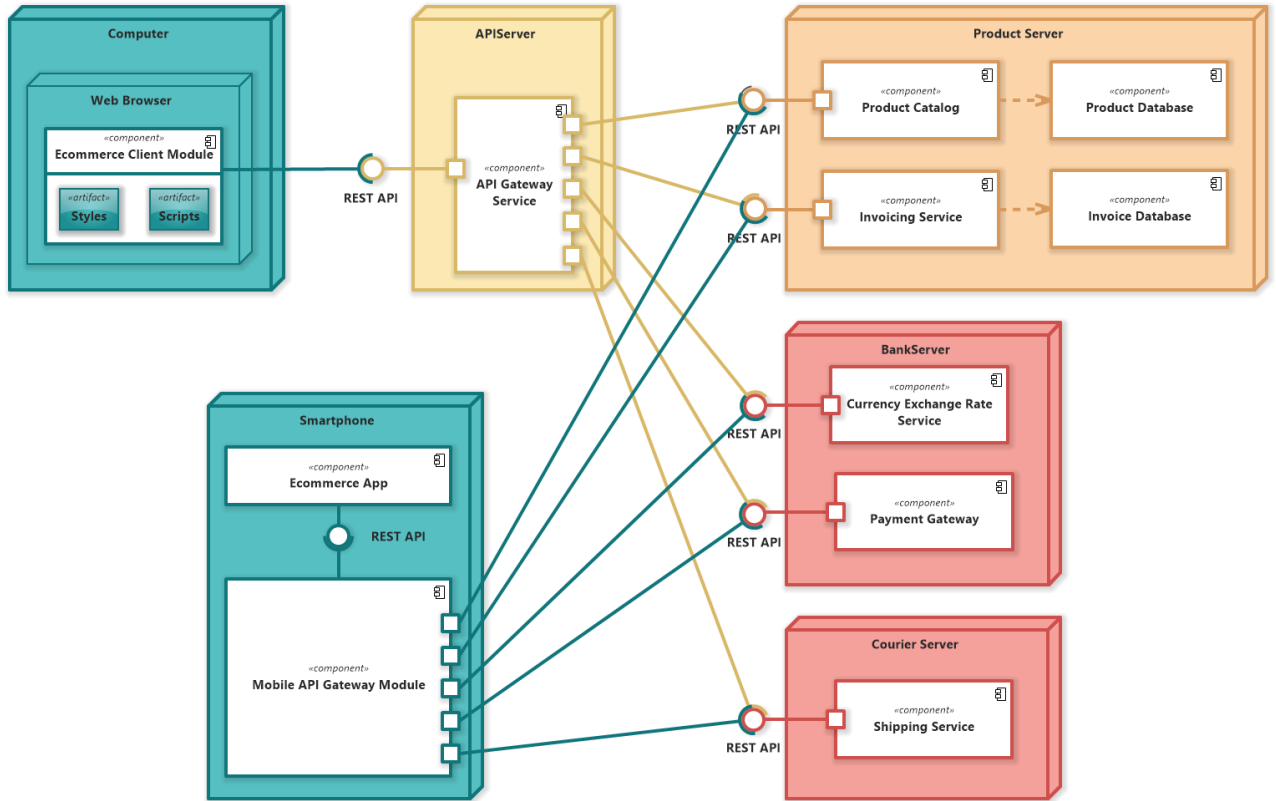 Computer
Web Browser
«component»
Ecommerce Client Module
«artifact»
Styles
«artifact»
Scripts
REST API
APIServer
«component»
API Gateway
Service
Product Server
REST API
«component»
Product Catalog
«component»
Product Database
REST API
«component»
Invoicing Service
«component»
Invoice Database
BankServer
REST API
«component»
Currency Exchange Rate
Service
REST API
«component»
Payment Gateway
Smartphone
«component»
Ecommerce App
REST API
«component»
Mobile API Gateway Module
Courier Server
REST API
«component»
Shipping Service